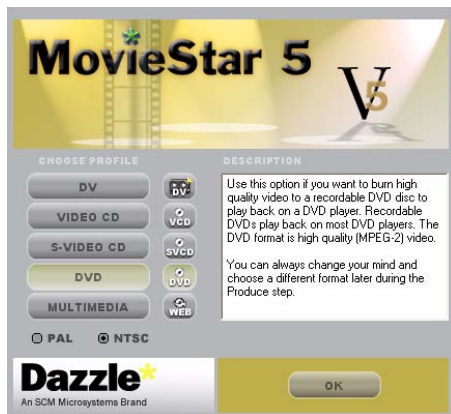 MovieStar 5
V5
CHOOSE PROFILE
DV
DV
VIDEO CD
VCD
S-VIDEO CD
SVCD
DVD
DVD
MULTIMEDIA
WEB
PAL
NTSC
DESCRIPTION
Use this option if you want to burn high
quality video to a recordable DVD disc to
play back on a DVD player. Recordable
DVDs play back on most DVD players. The
DVD format is high quality (MPEG-2) video.
You can always change your mind and
choose a different format later during the
Produce step.
Dazzle*
An SCM Microsystems Brand
OK